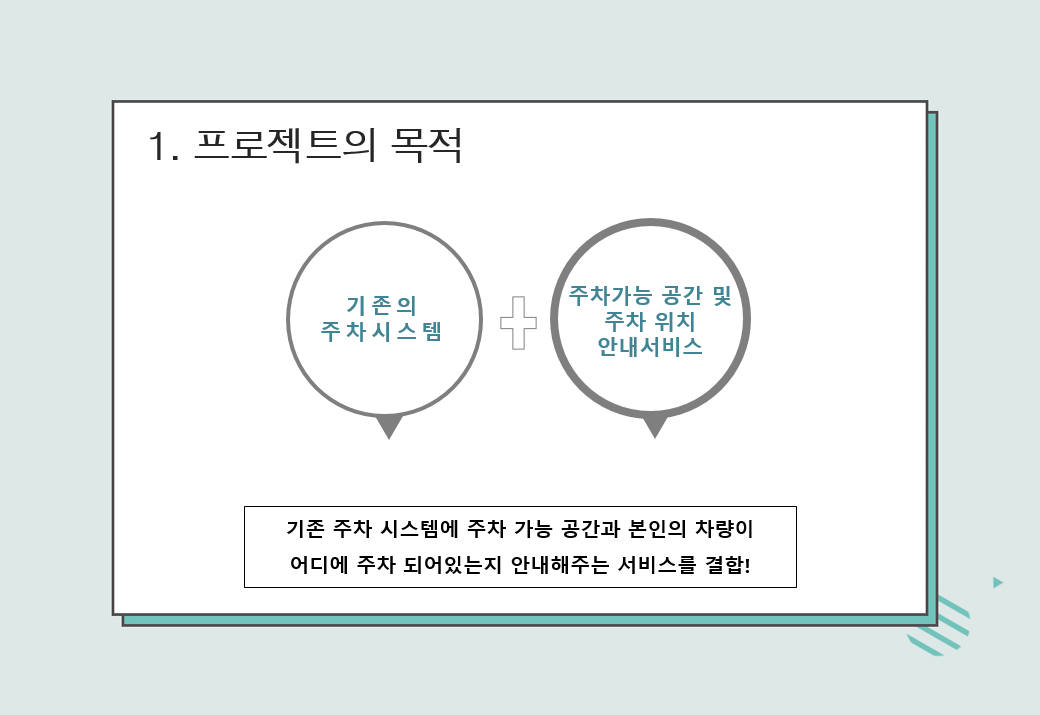 1. 프로젝트의 목적
기존의
주차시스템
주차가능 공간 및
주차 위치
안내서비스
기존 주차 시스템에 주차 가능 공간과 본인의 차량이
어디에 주차 되어있는지 안내해주는 서비스를 결합!